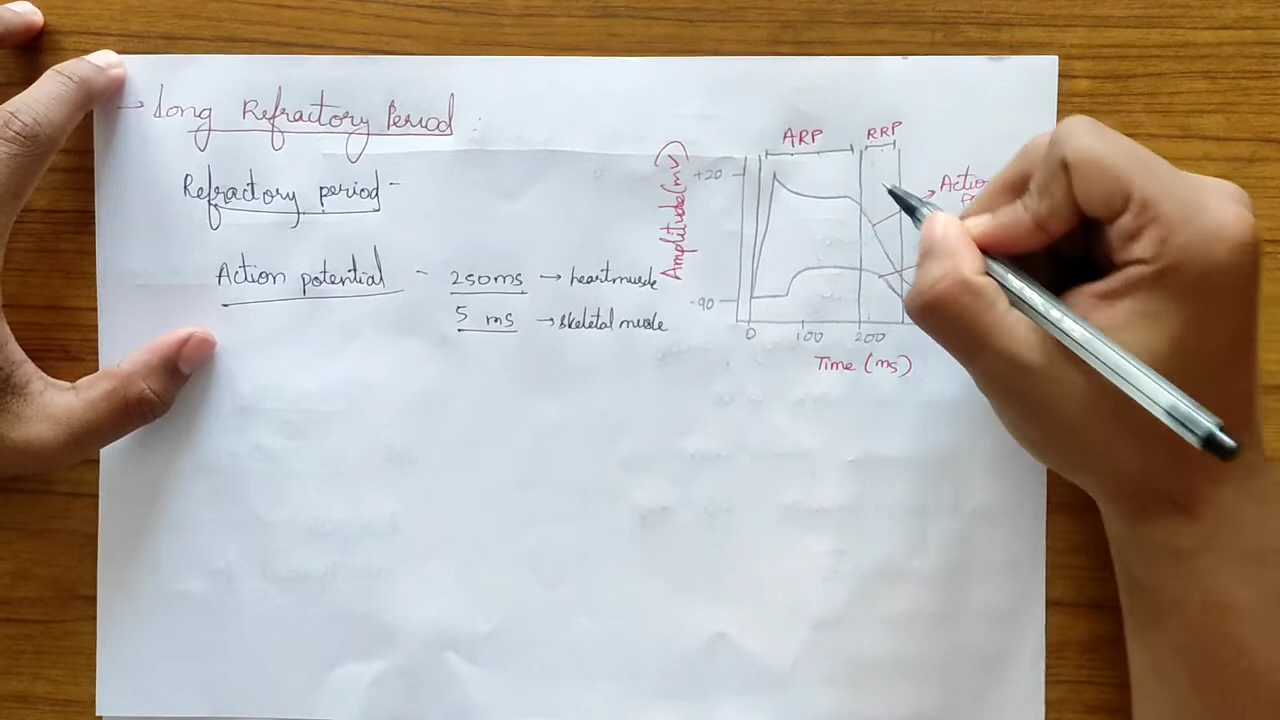 → Long Refractory Period :
Refractory period -
Action potential - 250ms → heart muscle
5 ms → skeletal muscle
ARP RRP
Amplitude (mV)
+20
-90
0 100 200
Time (ms)